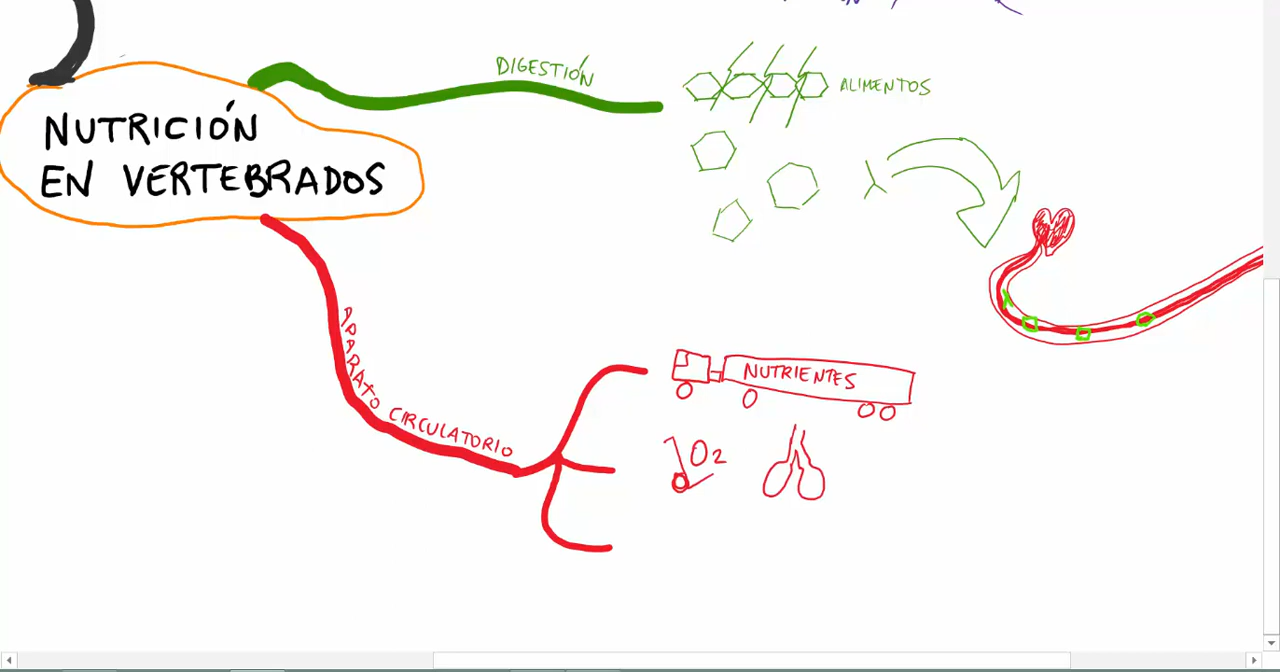 DIGESTIÓN
ALIMENTOS
NUTRICIÓN
EN VERTEBRADOS
APARATO CIRCULATORIO
NUTRIENTES
O2